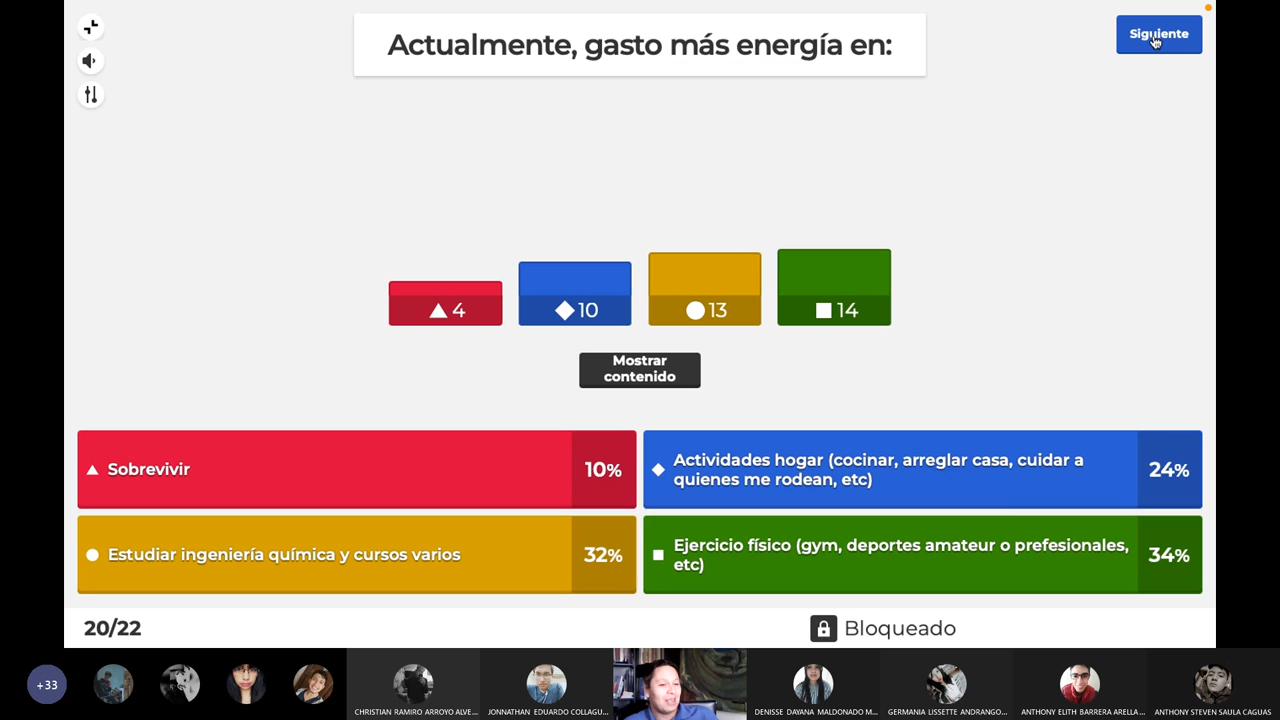 Actualmente, gasto más energía en:
Siguiente
4
10
13
14
Mostrar
contenido
Sobrevivir
10%
Actividades hogar (cocinar, arreglar casa, cuidar a
quienes me rodean, etc)
24%
Estudiar ingeniería química y cursos varios
32%
Ejercicio físico (gym, deportes amateur o prefesionales,
etc)
34%
20/22
Bloqueado
+33
CHRISTIAN RAMIRO ARROYO ALVE...
JONNATHAN EDUARDO COLLAGU...
DENISSE DAYANA MALDONADO M...
GERMANIA LISSETTE ANDRANGO...
ANTHONY ELITH BARRERA ARELLA ...
ANTHONY STEVEN SAULA CAGUAS